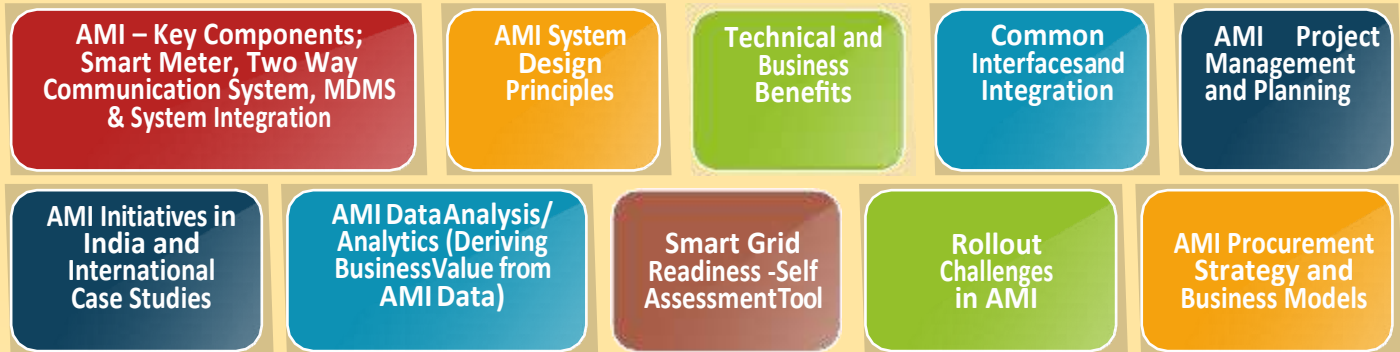 AMI – Key Components;
Smart Meter, Two Way
Communication System, MDMS
& System Integration
AMI System
Design
Principles
Technical and
Business
Benefits
Common
Interfacesand
Integration
AMI Project
Management
and Planning
AMI Initiatives in
India and
International
Case Studies
AMI DataAnalysis/
Analytics (Deriving
BusinessValue from
AMI Data)
Smart Grid
Readiness -Self
AssessmentTool
Rollout
Challenges
in AMI
AMI Procurement
Strategy and
Business Models